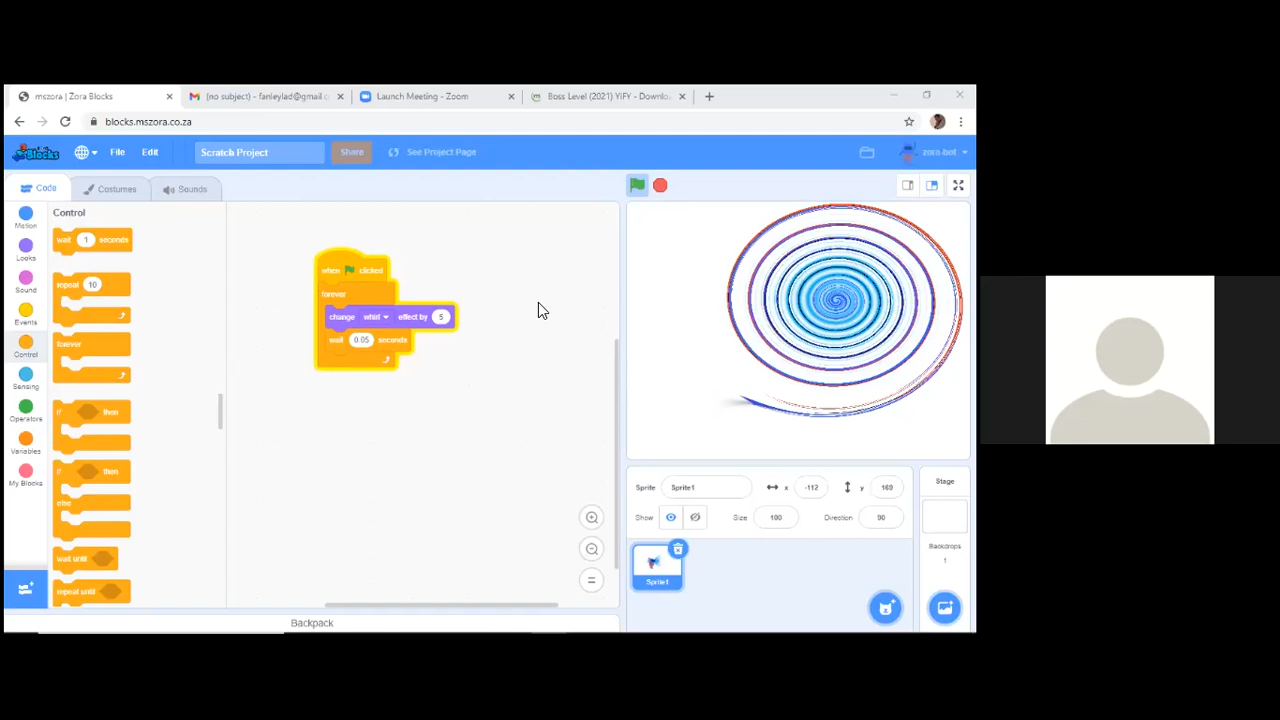 mszora | Zora Blocks
(no subject) - fanleylad@gmail.c
Launch Meeting - Zoom
Boss Level (2021) YIFY - Downlo
blocks.mszora.co.za
Blocks
File
Edit
Scratch Project
Share
See Project Page
zora-bot
Code
Costumes
Sounds
Motion
Looks
Sound
Events
Control
Sensing
Operators
Variables
My Blocks
Control
wait 1 seconds
repeat 10
forever
if then
if then
else
wait until
repeat until
when clicked
forever
change whirl effect by 5
wait 0.05 seconds
Backpack
Sprite Sprite1 x -112 y 169
Show Size 100 Direction 90
Sprite1
Stage
Backdrops
1